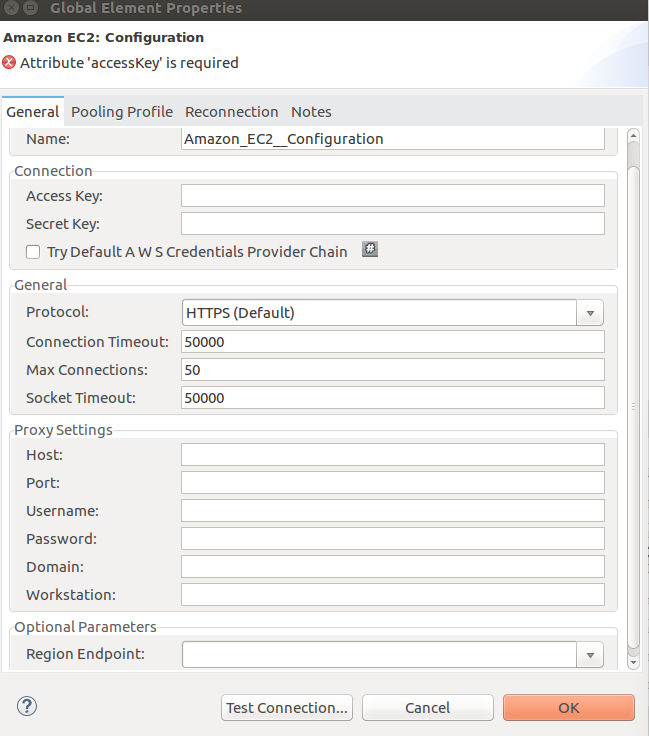 Global Element Properties
Amazon EC2: Configuration
Attribute 'accessKey' is required
General Pooling Profile Reconnection Notes
Name: Amazon_EC2__Configuration
Connection
Access Key:
Secret Key:
Try Default A W S Credentials Provider Chain #
General
Protocol: HTTPS (Default)
Connection Timeout: 50000
Max Connections: 50
Socket Timeout: 50000
Proxy Settings
Host:
Port:
Username:
Password:
Domain:
Workstation:
Optional Parameters
Region Endpoint:
? Test Connection... Cancel OK